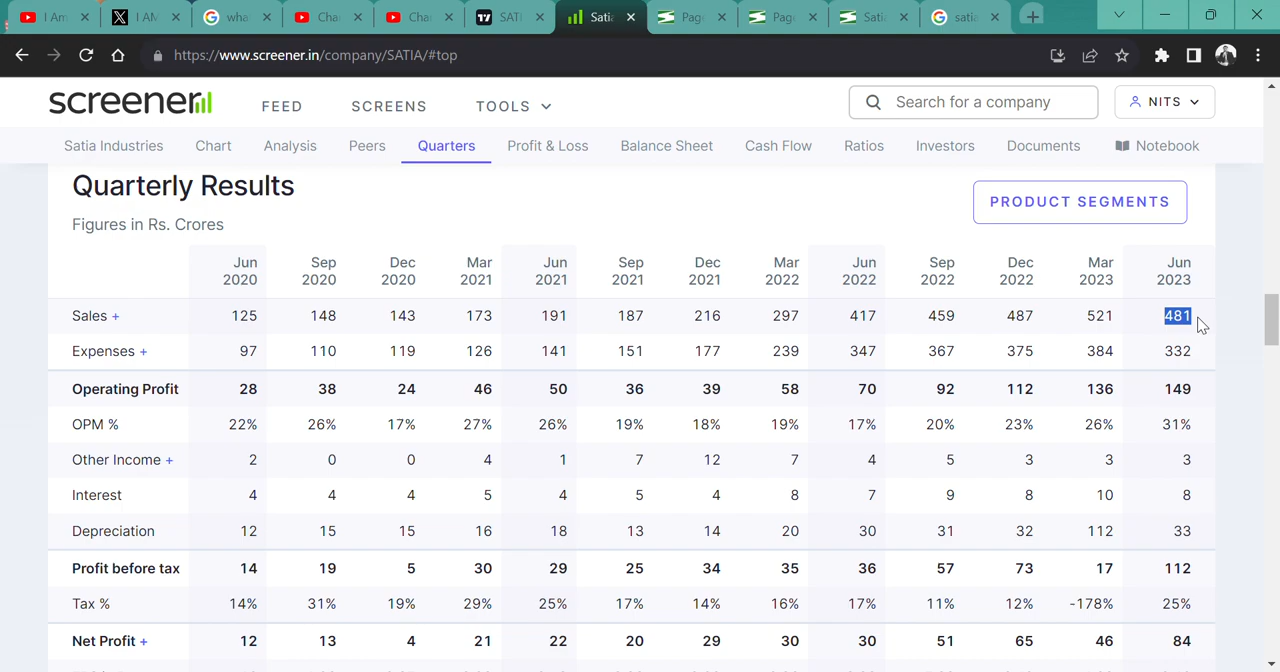 I Am
I AM
wha
Cha
Cha
SATI
Satia
Page
Page
Satia
satia
https://www.screener.in/company/SATIA/#top
screener
FEED SCREENS TOOLS
Search for a company
NITS
Satia Industries Chart Analysis Peers Quarters Profit & Loss Balance Sheet Cash Flow Ratios Investors Documents Notebook
Quarterly Results
PRODUCT SEGMENTS
Figures in Rs. Crores
Jun Sep Dec Mar Jun Sep Dec Mar Jun Sep Dec Mar Jun
2020 2020 2020 2021 2021 2021 2021 2022 2022 2022 2022 2023 2023
Sales + 125 148 143 173 191 187 216 297 417 459 487 521 481
Expenses + 97 110 119 126 141 151 177 239 347 367 375 384 332
Operating Profit 28 38 24 46 50 36 39 58 70 92 112 136 149
OPM % 22% 26% 17% 27% 26% 19% 18% 19% 17% 20% 23% 26% 31%
Other Income + 2 0 0 4 1 7 12 7 4 5 3 3 3
Interest 4 4 4 5 4 5 4 8 7 9 8 10 8
Depreciation 12 15 15 16 18 13 14 20 30 31 32 112 33
Profit before tax 14 19 5 30 29 25 34 35 36 57 73 17 112
Tax % 14% 31% 19% 29% 25% 17% 14% 16% 17% 11% 12% -178% 25%
Net Profit + 12 13 4 21 22 20 29 30 30 51 65 46 84